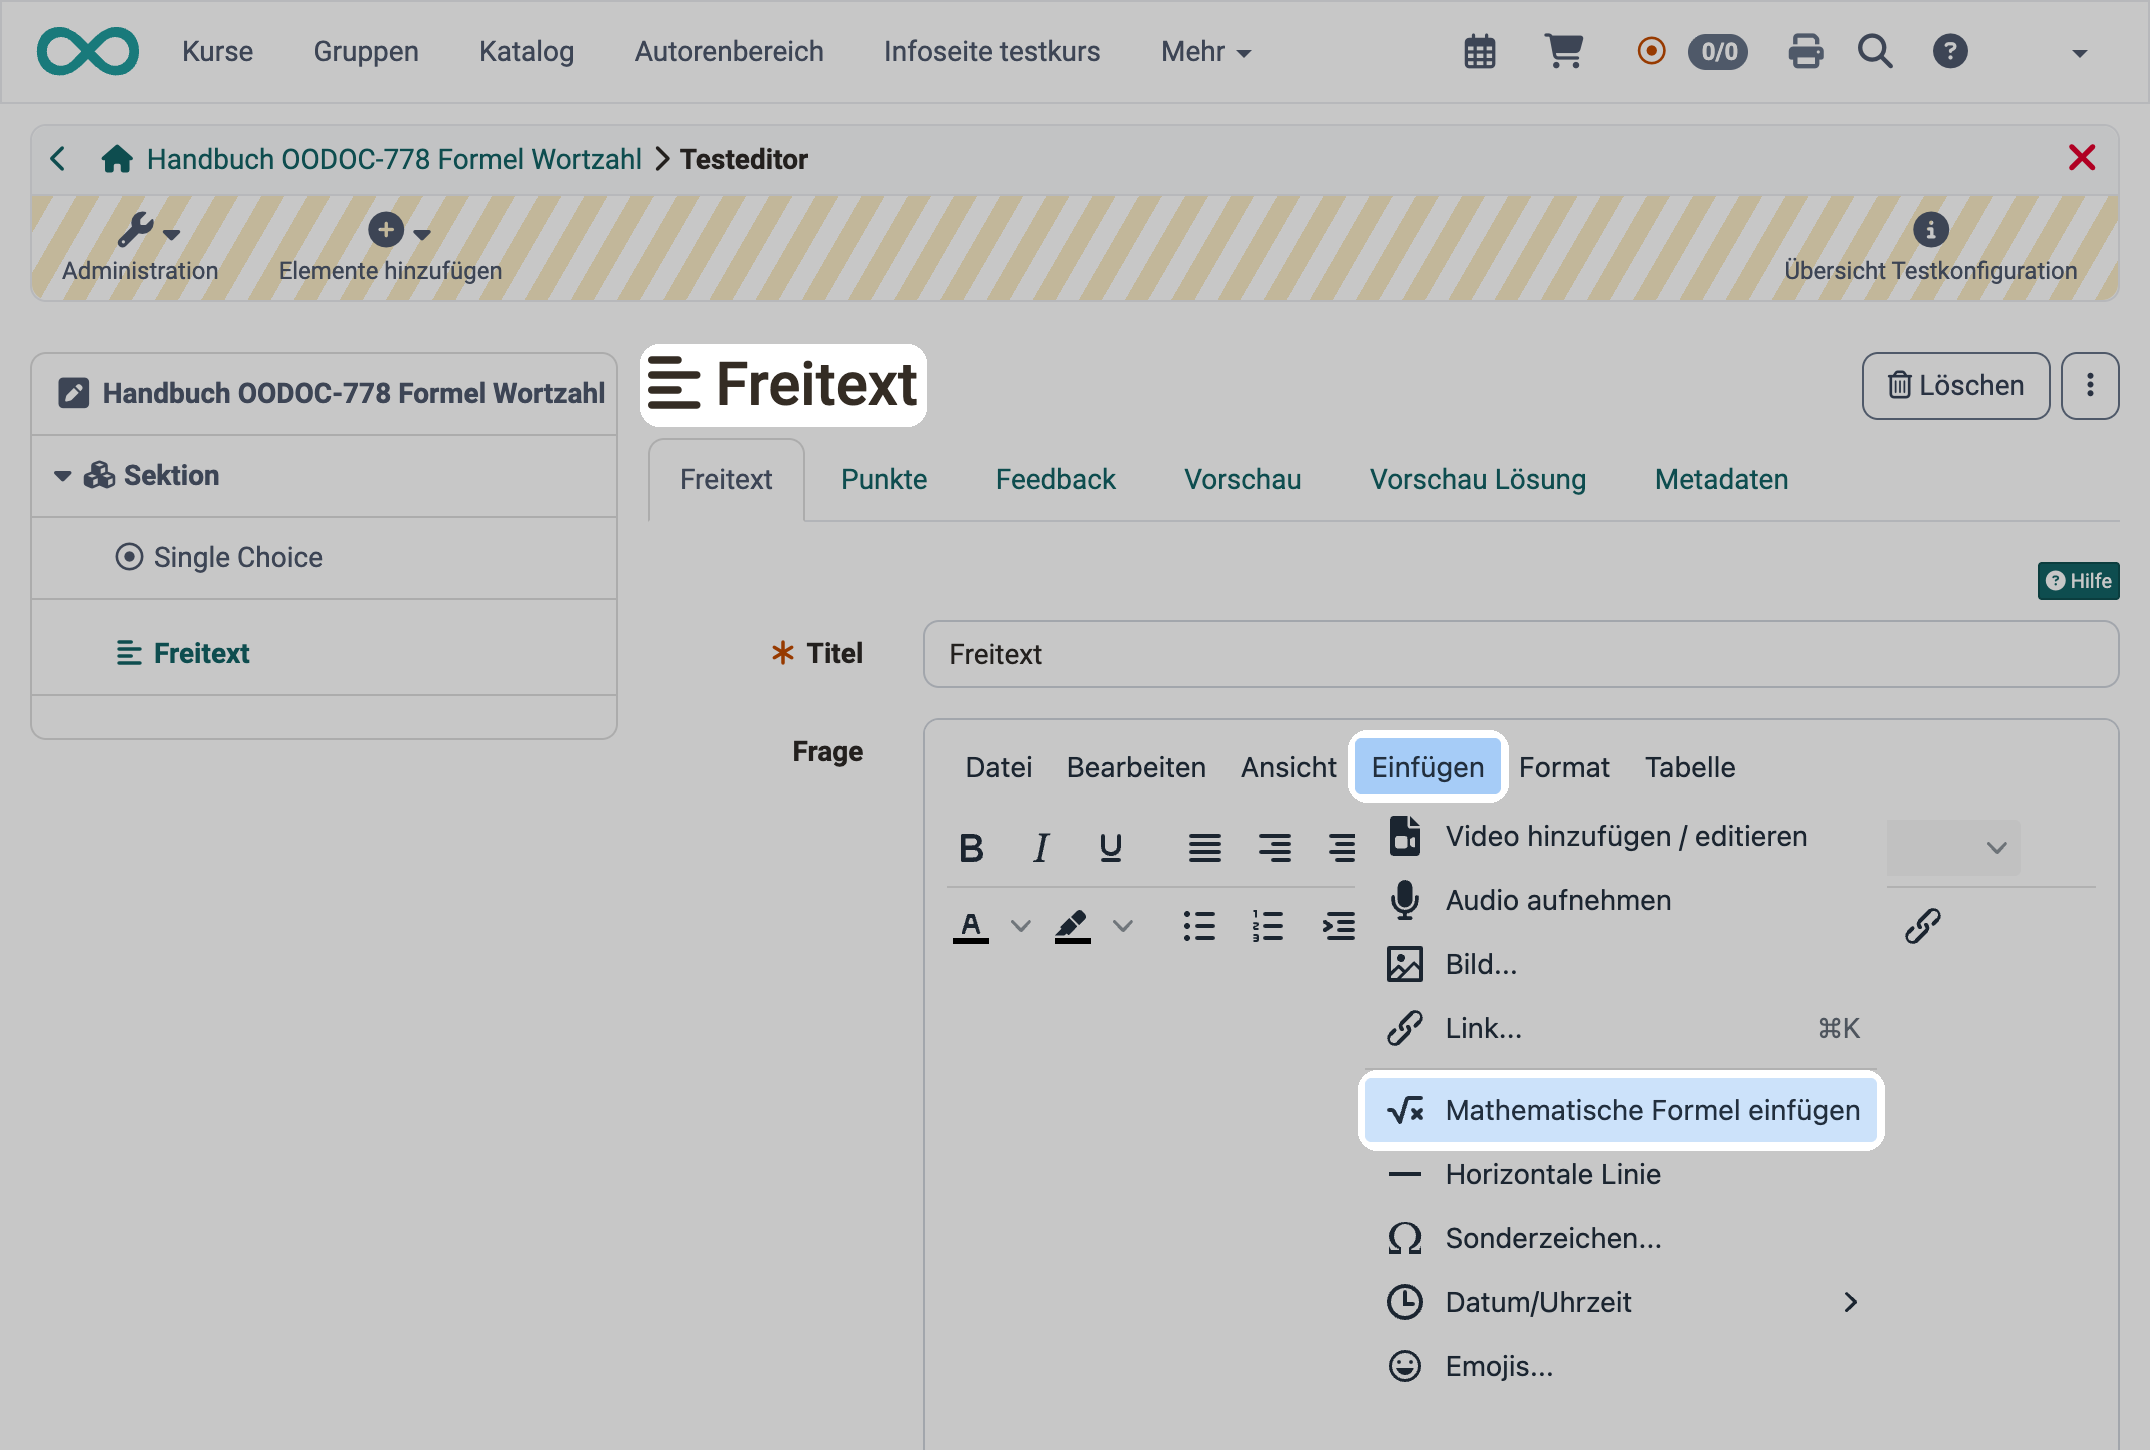 Kurse Gruppen Katalog Autorenbereich Infoseite testkurs Mehr 0/0
Handbuch OODOC-778 Formel Wortzahl Testeditor
Administration Elemente hinzufügen Übersicht Testkonfiguration
Handbuch OODOC-778 Formel Wortzahl
Sektion
Single Choice
Freitext
Freitext
Löschen
Freitext Punkte Feedback Vorschau Vorschau Lösung Metadaten
Hilfe
Titel Freitext
Frage
Datei Bearbeiten Ansicht Einfügen Format Tabelle
Video hinzufügen / editieren
Audio aufnehmen
Bild...
Link... ⌘K
Mathematische Formel einfügen
Horizontale Linie
Sonderzeichen...
Datum/Uhrzeit
Emojis...